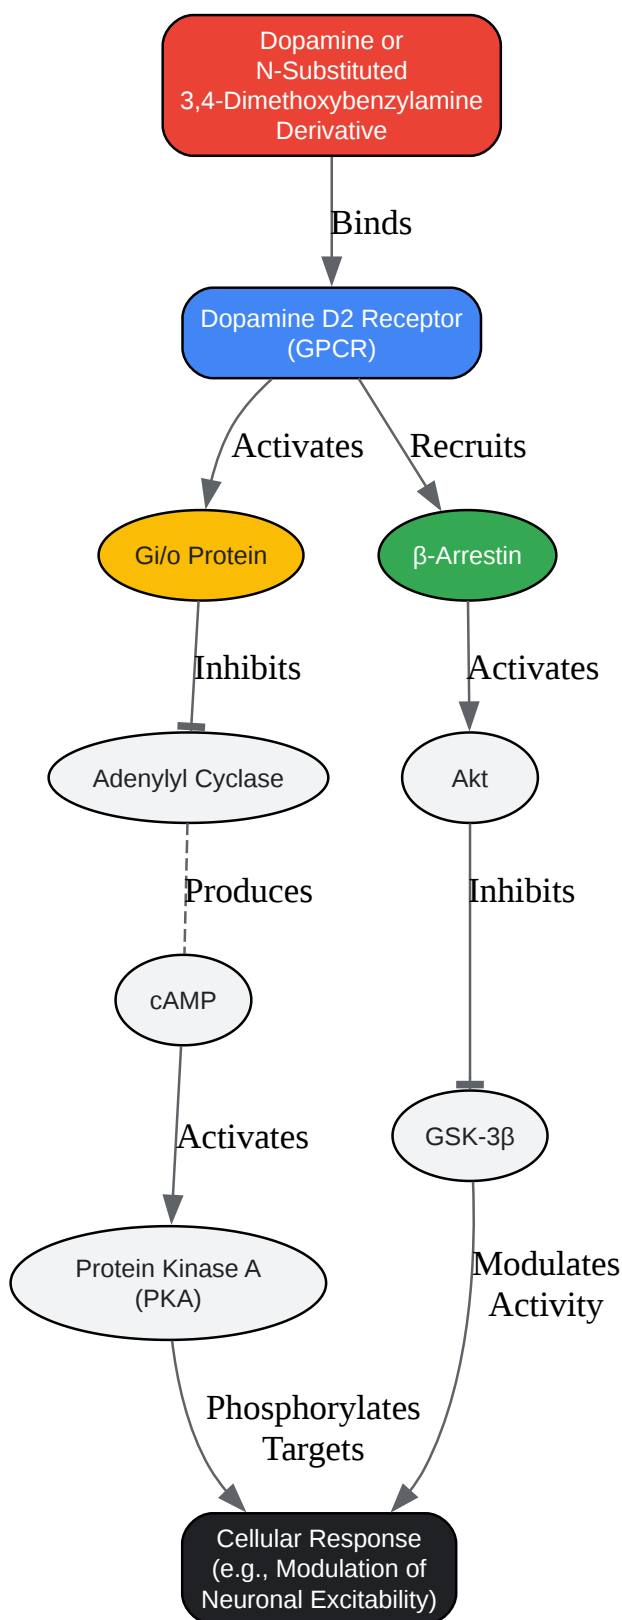 Dopamine or
N-Substituted
3,4-Dimethoxybenzylamine
Derivative
Binds
Dopamine D2 Receptor
(GPCR)
Activates
Recruits
Gi/o Protein
β-Arrestin
Inhibits
Activates
Adenylyl Cyclase
Akt
Produces
Inhibits
cAMP
Activates
GSK-3β
Protein Kinase A
(PKA)
Modulates
Activity
Phosphorylates
Targets
Cellular Response
(e.g., Modulation of
Neuronal Excitability)